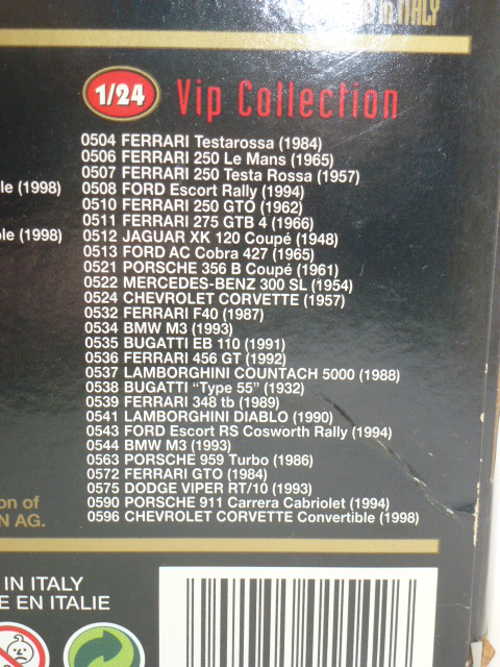 in ITALY
1/24 Vip Collection
0504 FERRARI Testarossa (1984)
0506 FERRARI 250 Le Mans (1965)
0507 FERRARI 250 Testa Rossa (1957)
le (1998) 0508 FORD Escort Rally (1994)
0510 FERRARI 250 GTO (1962)
0511 FERRARI 275 GTB 4 (1966)
ole (1998) 0512 JAGUAR XK 120 Coupé (1948)
0513 FORD AC Cobra 427 (1965)
0521 PORSCHE 356 B Coupé (1961)
0522 MERCEDES-BENZ 300 SL (1954)
0524 CHEVROLET CORVETTE (1957)
0532 FERRARI F40 (1987)
0534 BMW M3 (1993)
0535 BUGATTI EB 110 (1991)
0536 FERRARI 456 GT (1992)
0537 LAMBORGHINI COUNTACH 5000 (1988)
0538 BUGATTI "Type 55" (1932)
0539 FERRARI 348 tb (1989)
0541 LAMBORGHINI DIABLO (1990)
0543 FORD Escort RS Cosworth Rally (1994)
0544 BMW M3 (1993)
0563 PORSCHE 959 Turbo (1986)
0572 FERRARI GTO (1984)
0575 DODGE VIPER RT/10 (1993)
on of 0590 PORSCHE 911 Carrera Cabriolet (1994)
N AG. 0596 CHEVROLET CORVETTE Convertible (1998)
IN ITALY
E EN ITALIE